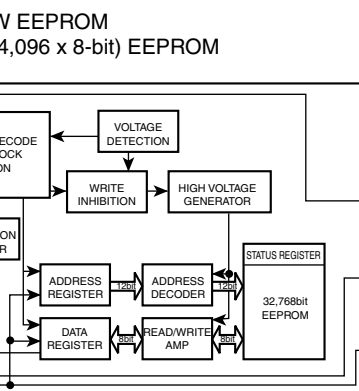 W EEPROM
4,096 x 8-bit) EEPROM
VOLTAGE
DETECTION
ECODE
OCK
ON
WRITE
INHIBITION
HIGH VOLTAGE
GENERATOR
ON
R
STATUS REGISTER
ADDRESS
REGISTER
12bit
ADDRESS
DECODER
12bit
32,768bit
EEPROM
DATA
REGISTER
8bit
READ/WRITE
AMP
8bit